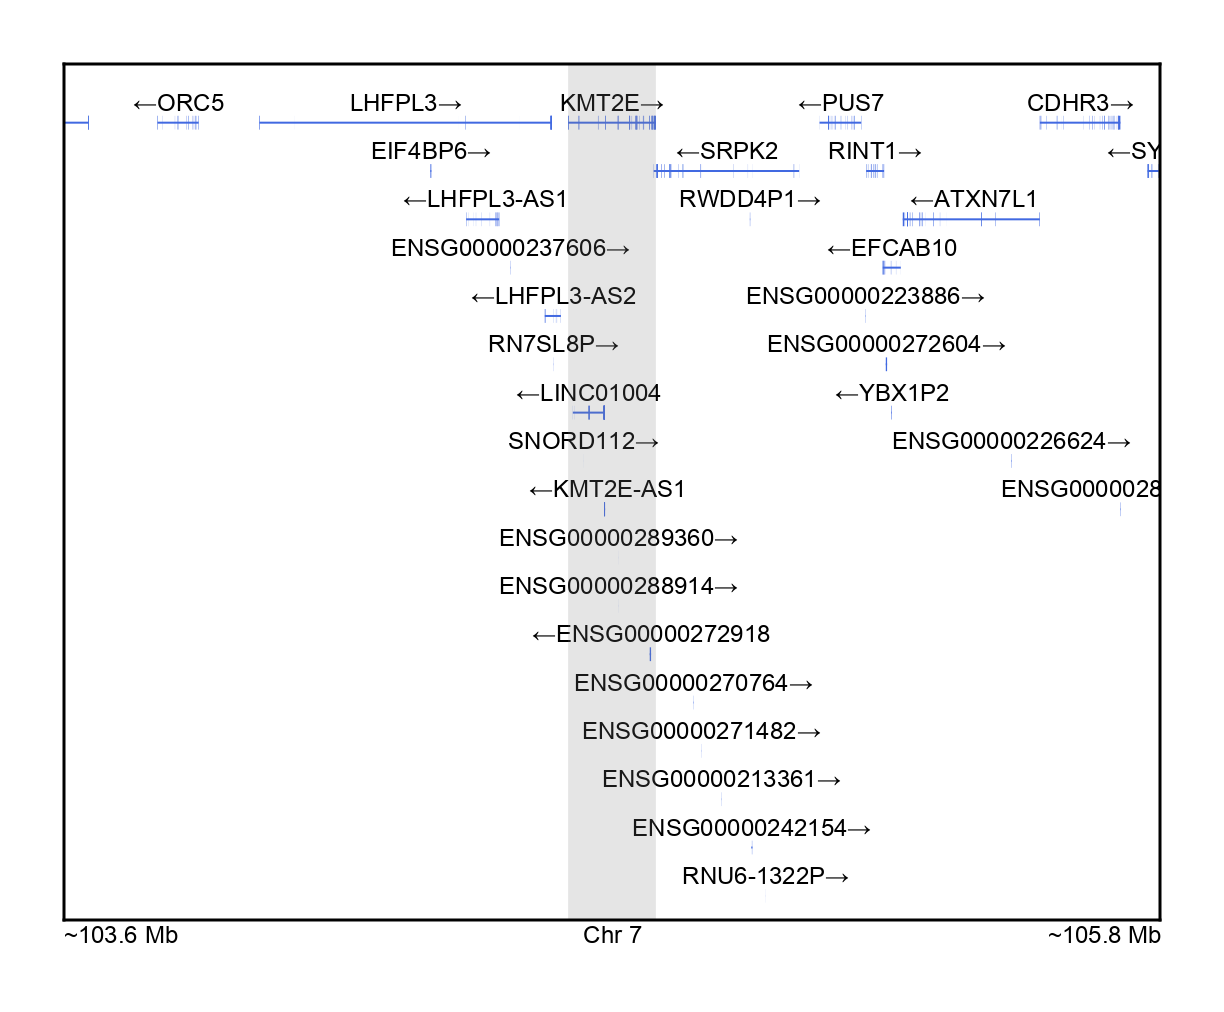 ←ORC5 LHFPL3→ KMT2E→ ←PUS7 CDHR3→
EIF4BP6→ ←SRPK2 RINT1→ ←SY
←LHFPL3-AS1 RWDD4P1→ ←ATXN7L1
ENSG00000237606→ ←EFCAB10
←LHFPL3-AS2 ENSG00000223886→
RN7SL8P→ ENSG00000272604→
←LINC01004 ←YBX1P2
SNORD112→ ENSG00000226624→
←KMT2E-AS1 ENSG0000028
ENSG00000289360→
ENSG00000288914→
←ENSG00000272918
ENSG00000270764→
ENSG00000271482→
ENSG00000213361→
ENSG00000242154→
RNU6-1322P→
~103.6 Mb Chr 7 ~105.8 Mb